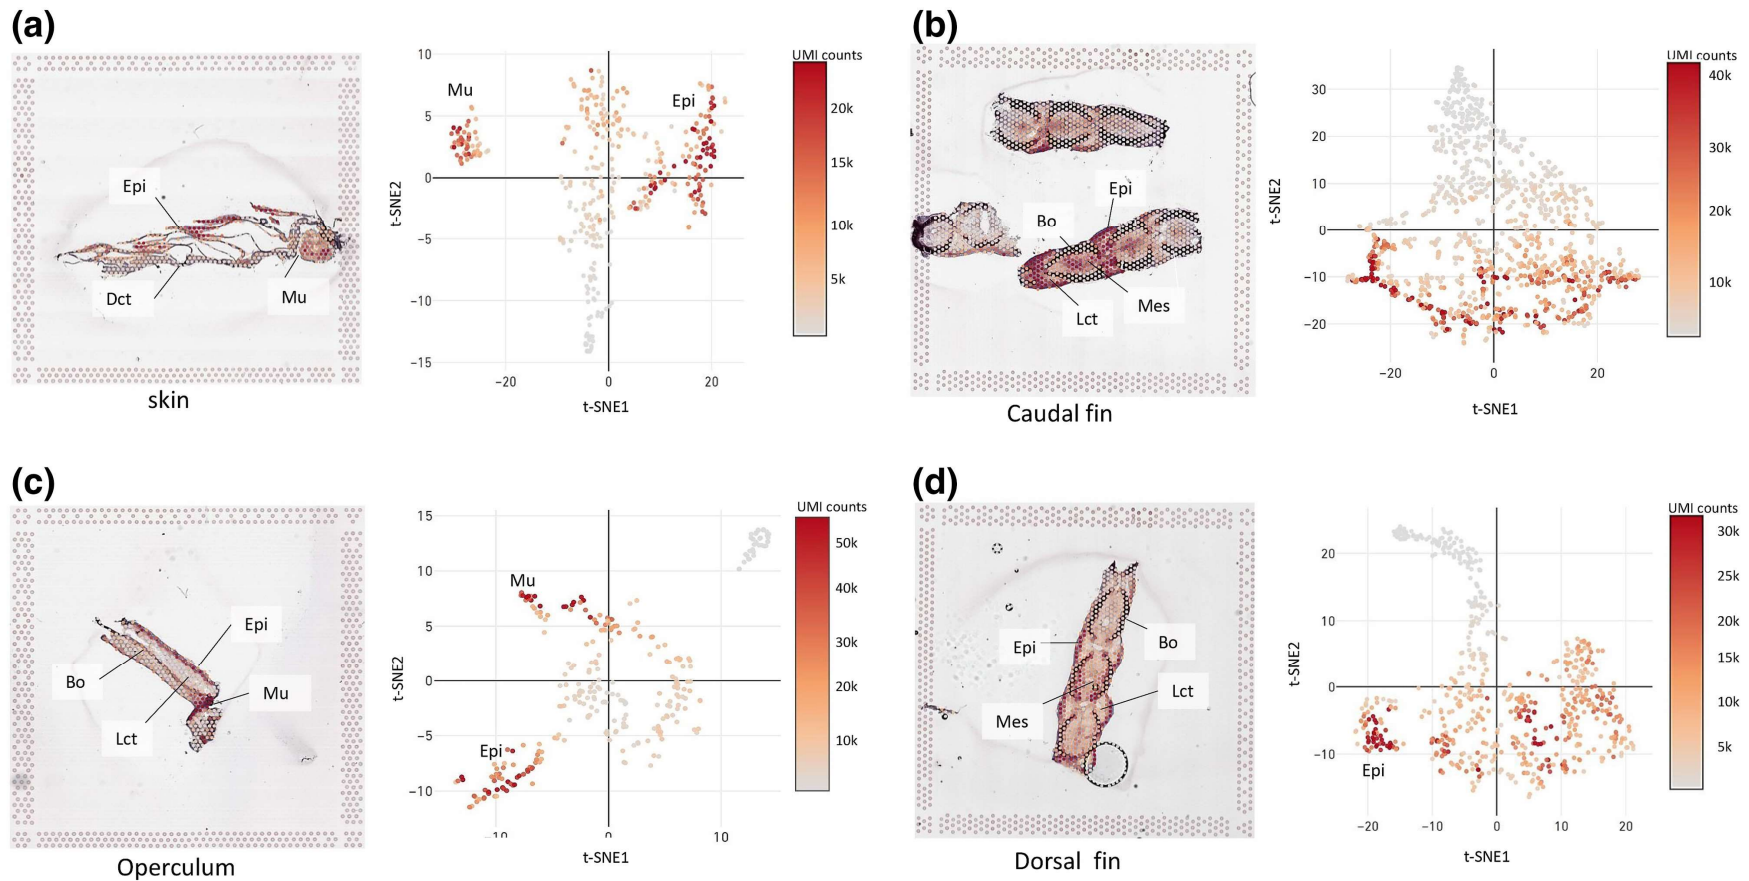 (a)
Epi
Dct
Mu
skin
10
5
0
−5
−10
−15
t-SNE2
Mu
Epi
−20
0
20
t-SNE1
UMI counts
20k
15k
10k
5k
(b)
Epi
Bo
Lct
Mes
Caudal fin
30
20
10
0
−10
−20
t-SNE2
−20
0
20
t-SNE1
UMI counts
40k
30k
20k
10k
(c)
Epi
Bo
Mu
Lct
Operculum
15
10
5
0
−5
−10
t-SNE2
Mu
Epi
−10
0
10
t-SNE1
UMI counts
50k
40k
30k
20k
10k
(d)
Epi
Bo
Lct
Mes
Dorsal fin
20
10
0
−10
t-SNE2
Epi
−20
−10
0
10
20
t-SNE1
UMI counts
30k
25k
20k
15k
10k
5k